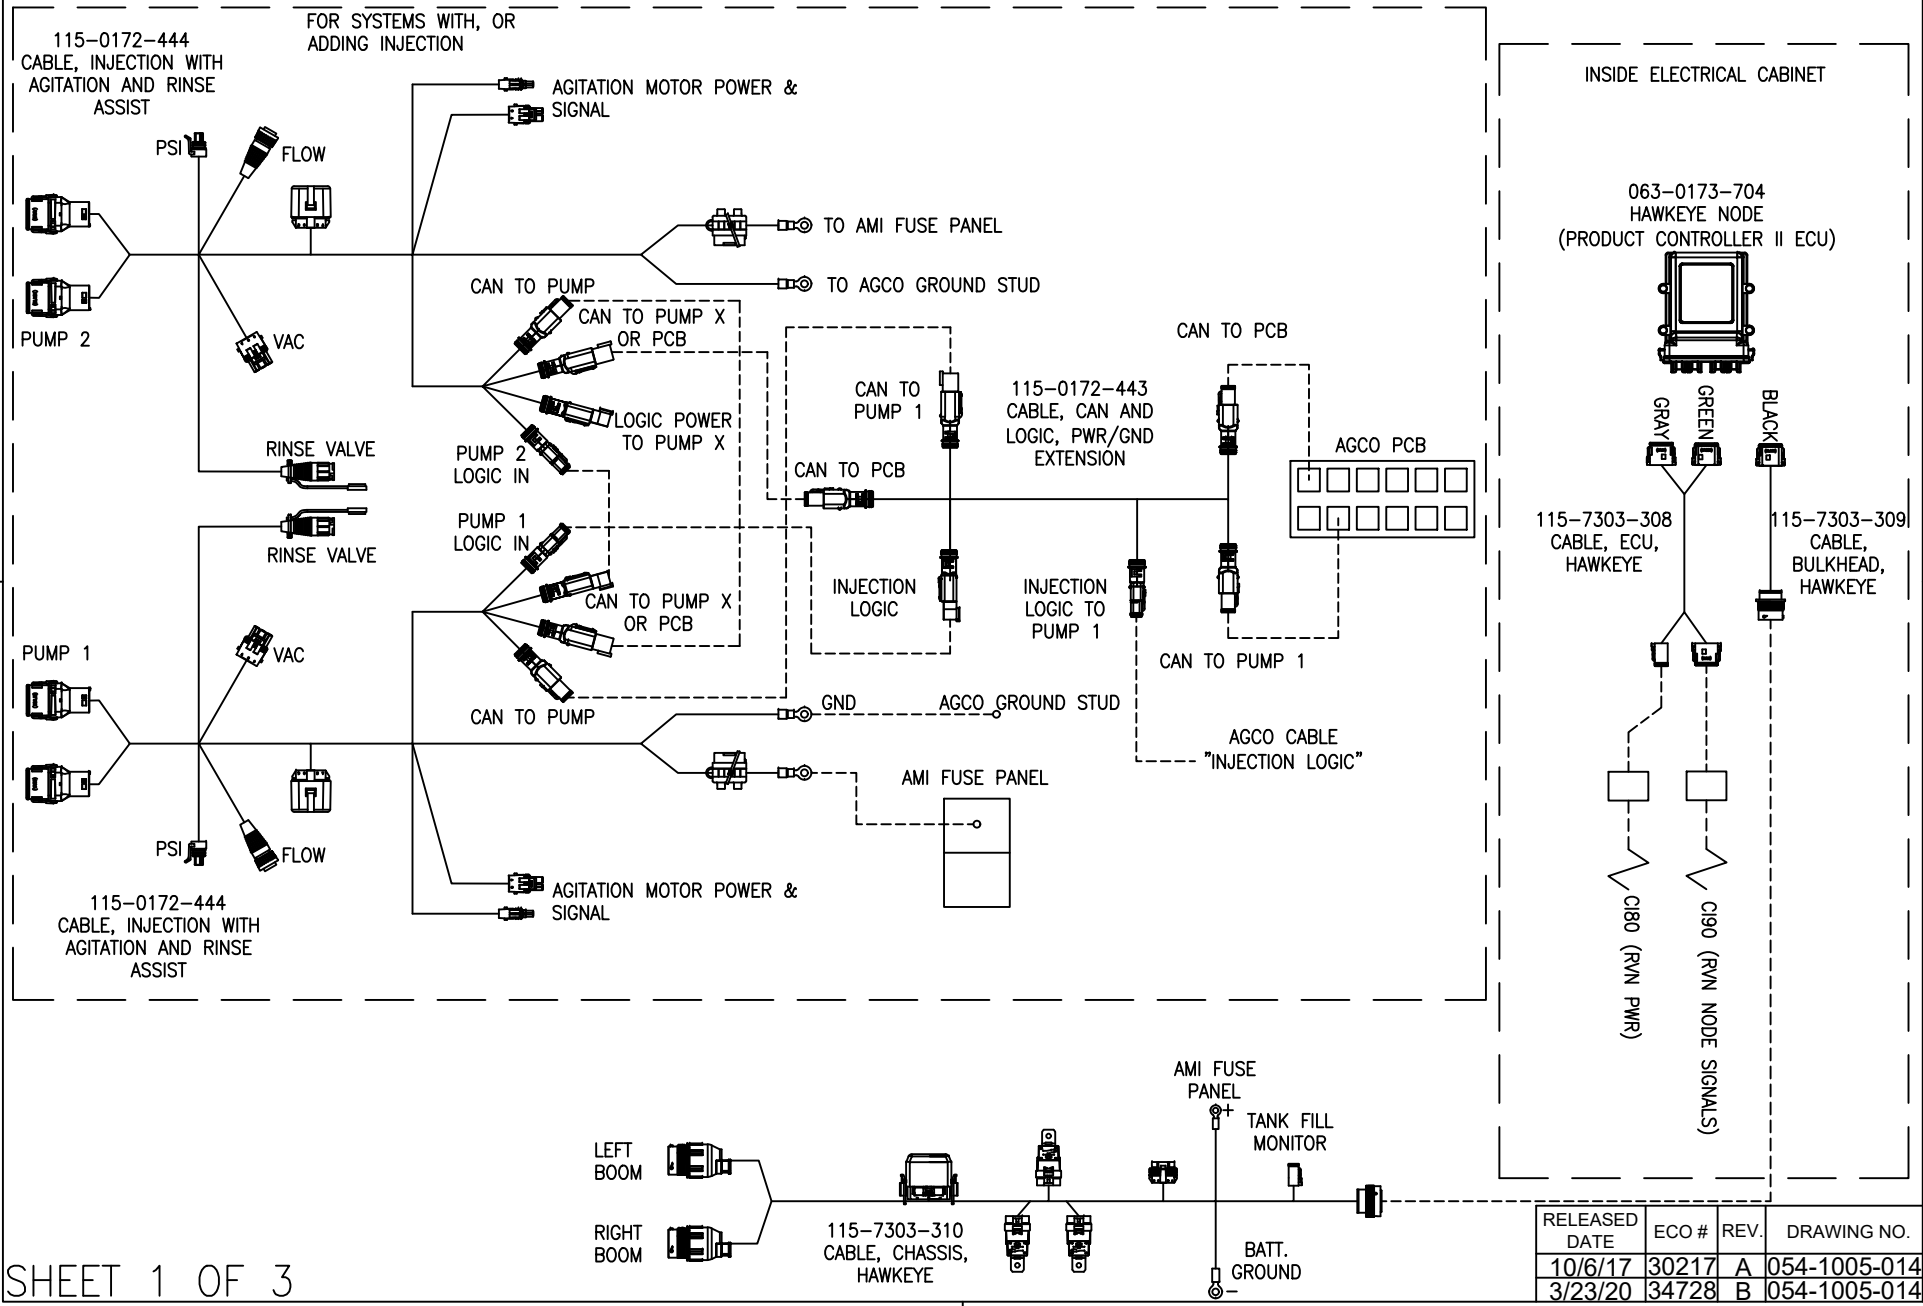 FOR SYSTEMS WITH, OR
ADDING INJECTION
115-0172-444
CABLE, INJECTION WITH
AGITATION AND RINSE
ASSIST
AGITATION MOTOR POWER &
SIGNAL
PSI
FLOW
PUMP 2
VAC
TO AMI FUSE PANEL
TO AGCO GROUND STUD
CAN TO PUMP
CAN TO PUMP X
OR PCB
LOGIC POWER
TO PUMP X
PUMP 2
LOGIC IN
RINSE VALVE
RINSE VALVE
PUMP 1
LOGIC IN
CAN TO PUMP X
OR PCB
CAN TO PUMP
CAN TO PCB
CAN TO
PUMP 1
115-0172-443
CABLE, CAN AND
LOGIC, PWR/GND
EXTENSION
CAN TO PCB
AGCO PCB
INJECTION
LOGIC
INJECTION
LOGIC TO
PUMP 1
CAN TO PUMP 1
AGCO CABLE
"INJECTION LOGIC"
PUMP 1
VAC
GND
AGCO GROUND STUD
AMI FUSE PANEL
PSI
FLOW
AGITATION MOTOR POWER &
SIGNAL
115-0172-444
CABLE, INJECTION WITH
AGITATION AND RINSE
ASSIST
INSIDE ELECTRICAL CABINET
063-0173-704
HAWKEYE NODE
(PRODUCT CONTROLLER II ECU)
GRAY
GREEN
BLACK
115-7303-308
CABLE, ECU,
HAWKEYE
115-7303-309
CABLE,
BULKHEAD,
HAWKEYE
CI80 (RVN PWR)
CI90 (RVN NODE SIGNALS)
LEFT
BOOM
RIGHT
BOOM
115-7303-310
CABLE, CHASSIS,
HAWKEYE
AMI FUSE
PANEL
+
TANK FILL
MONITOR
BATT.
GROUND
-
SHEET 1 OF 3
RELEASED DATE ECO # REV. DRAWING NO.
10/6/17 30217 A 054-1005-014
3/23/20 34728 B 054-1005-014